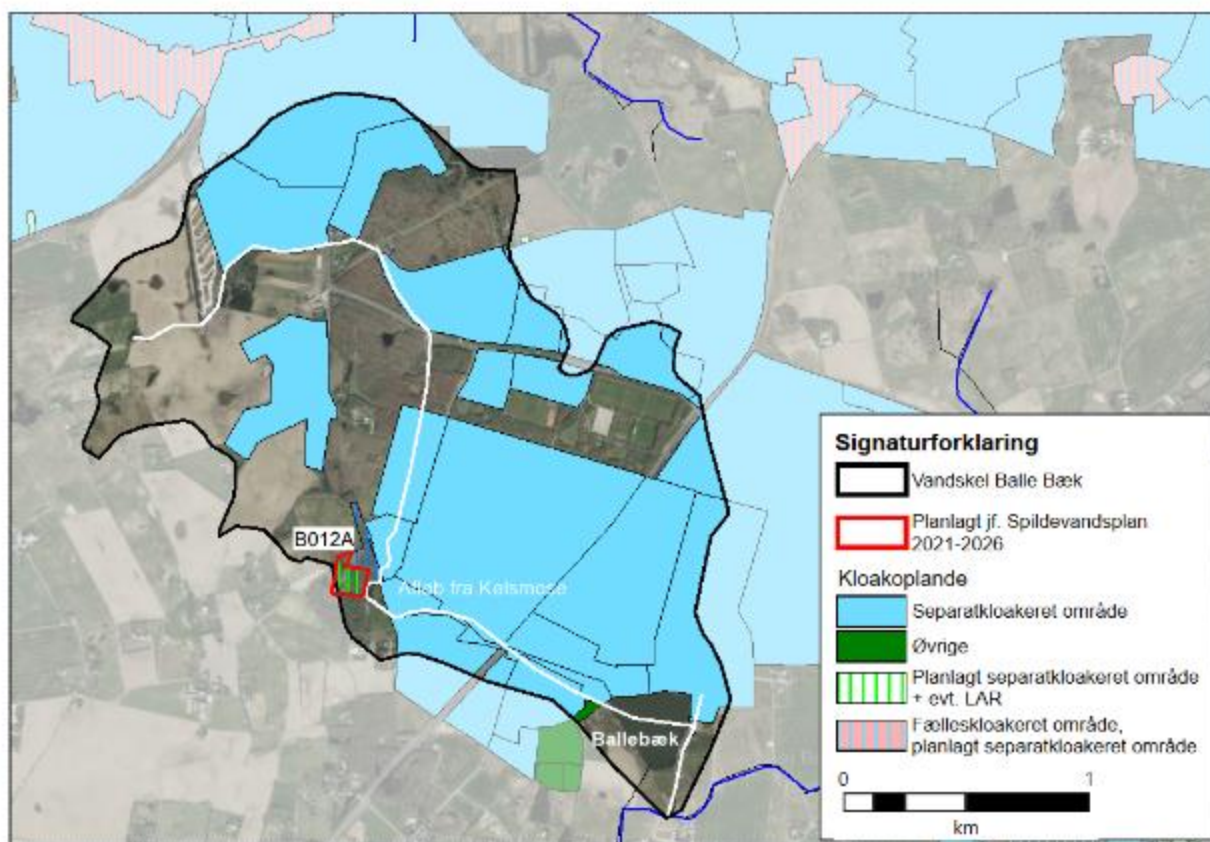 B012A
Afløb fra Kelsmose
Ballebæk
Signaturforklaring
Vandskel Balle Bæk
Planlagt jf. Spildevandsplan
2021-2026
Kloakoplande
Separatkloakeret område
Øvrige
Planlagt separatkloakeret område
+ evt. LAR
Fælleskloakeret område,
planlagt separatkloakeret område
0 1
km